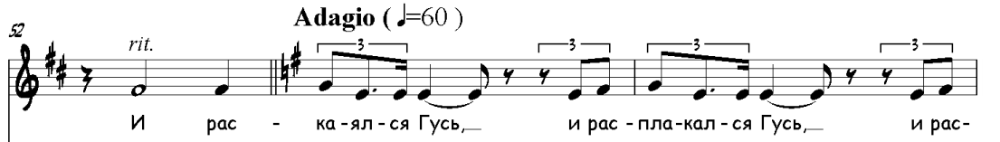 Adagio (♩=60 )
52
rit.
3 3 3 3
И рас - ка-ял-ся Гусь,_ и рас-пла-кал-ся Гусь,_ и рас-